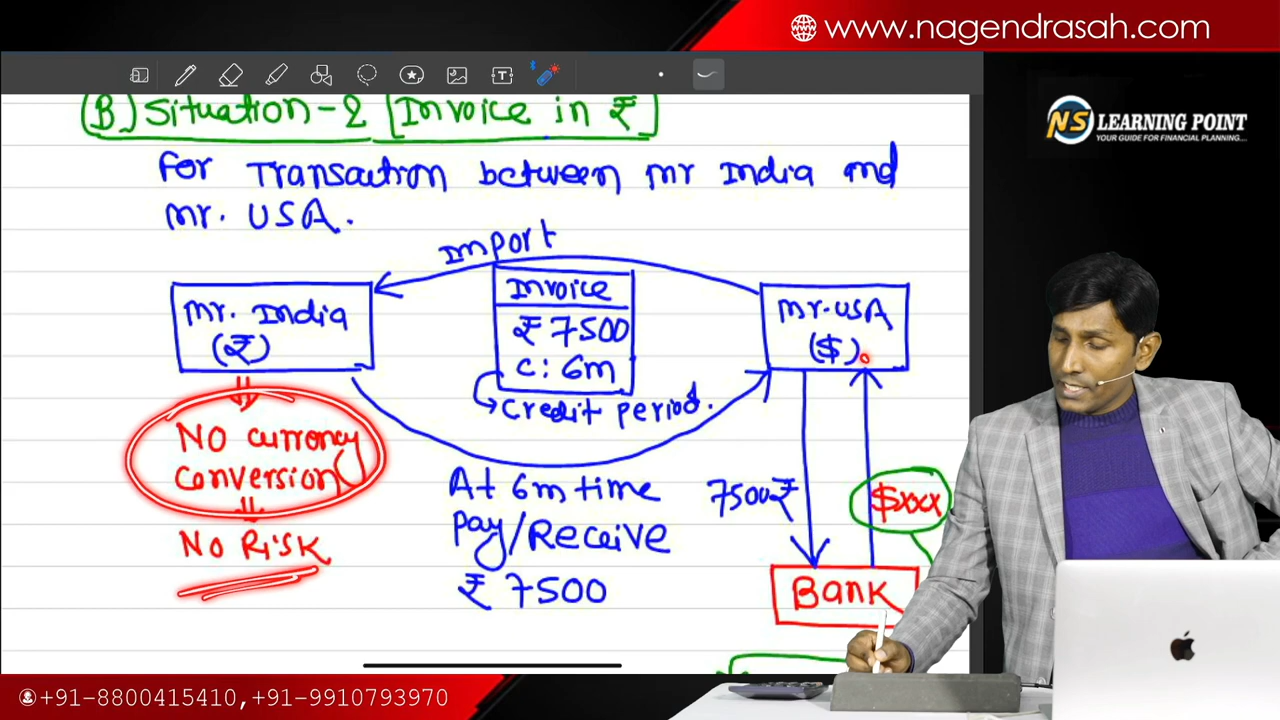 www.nagendrasah.com
NS LEARNING POINT
YOUR GUIDE FOR FINANCIAL PLANNING....
(B) Situation-2 [Invoice in ₹]
For Transaction between mr India and
mr. USA.
Import
Invoice
₹ 7500
C: 6m
Credit period.
mr. India
(₹)
mr. USA
($)
NO currency
conversion
NO RISK
At 6m time
pay/Receive
₹ 7500
7500₹
$xxx
Bank
+91-8800415410,+91-9910793970